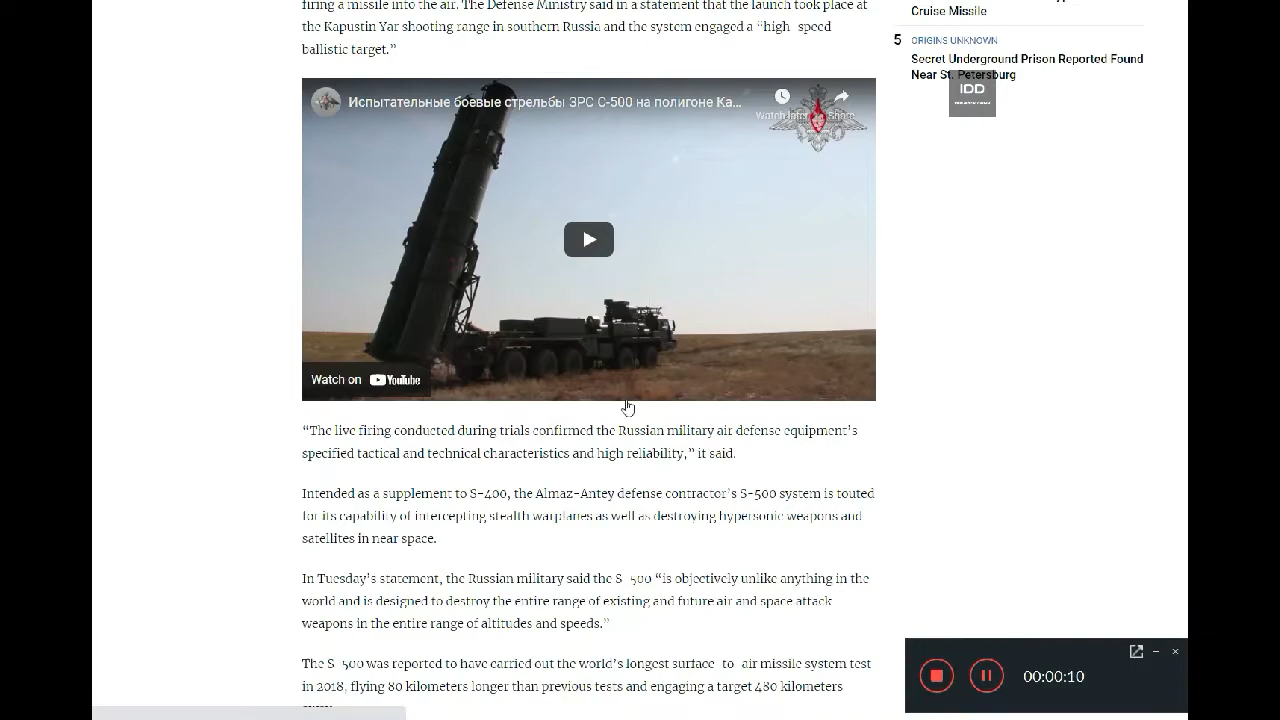 firing a missile into the air. The Defense Ministry said in a statement that the launch took place at
the Kapustin Yar shooting range in southern Russia and the system engaged a “high-speed
ballistic target.”
Cruise Missile
5 ORIGINS UNKNOWN
Secret Underground Prison Reported Found
Near St. Petersburg
IDD
Испытательные боевые стрельбы ЗРС С-500 на полигоне Ка...
Watch later
Share
Watch on YouTube
“The live firing conducted during trials confirmed the Russian military air defense equipment’s
specified tactical and technical characteristics and high reliability,” it said.
Intended as a supplement to S-400, the Almaz-Antey defense contractor’s S-500 system is touted
for its capability of intercepting stealth warplanes as well as destroying hypersonic weapons and
satellites in near space.
In Tuesday’s statement, the Russian military said the S-500 “is objectively unlike anything in the
world and is designed to destroy the entire range of existing and future air and space attack
weapons in the entire range of altitudes and speeds.”
The S-500 was reported to have carried out the world’s longest surface-to-air missile system test
in 2018, flying 80 kilometers longer than previous tests and engaging a target 480 kilometers
00:00:10